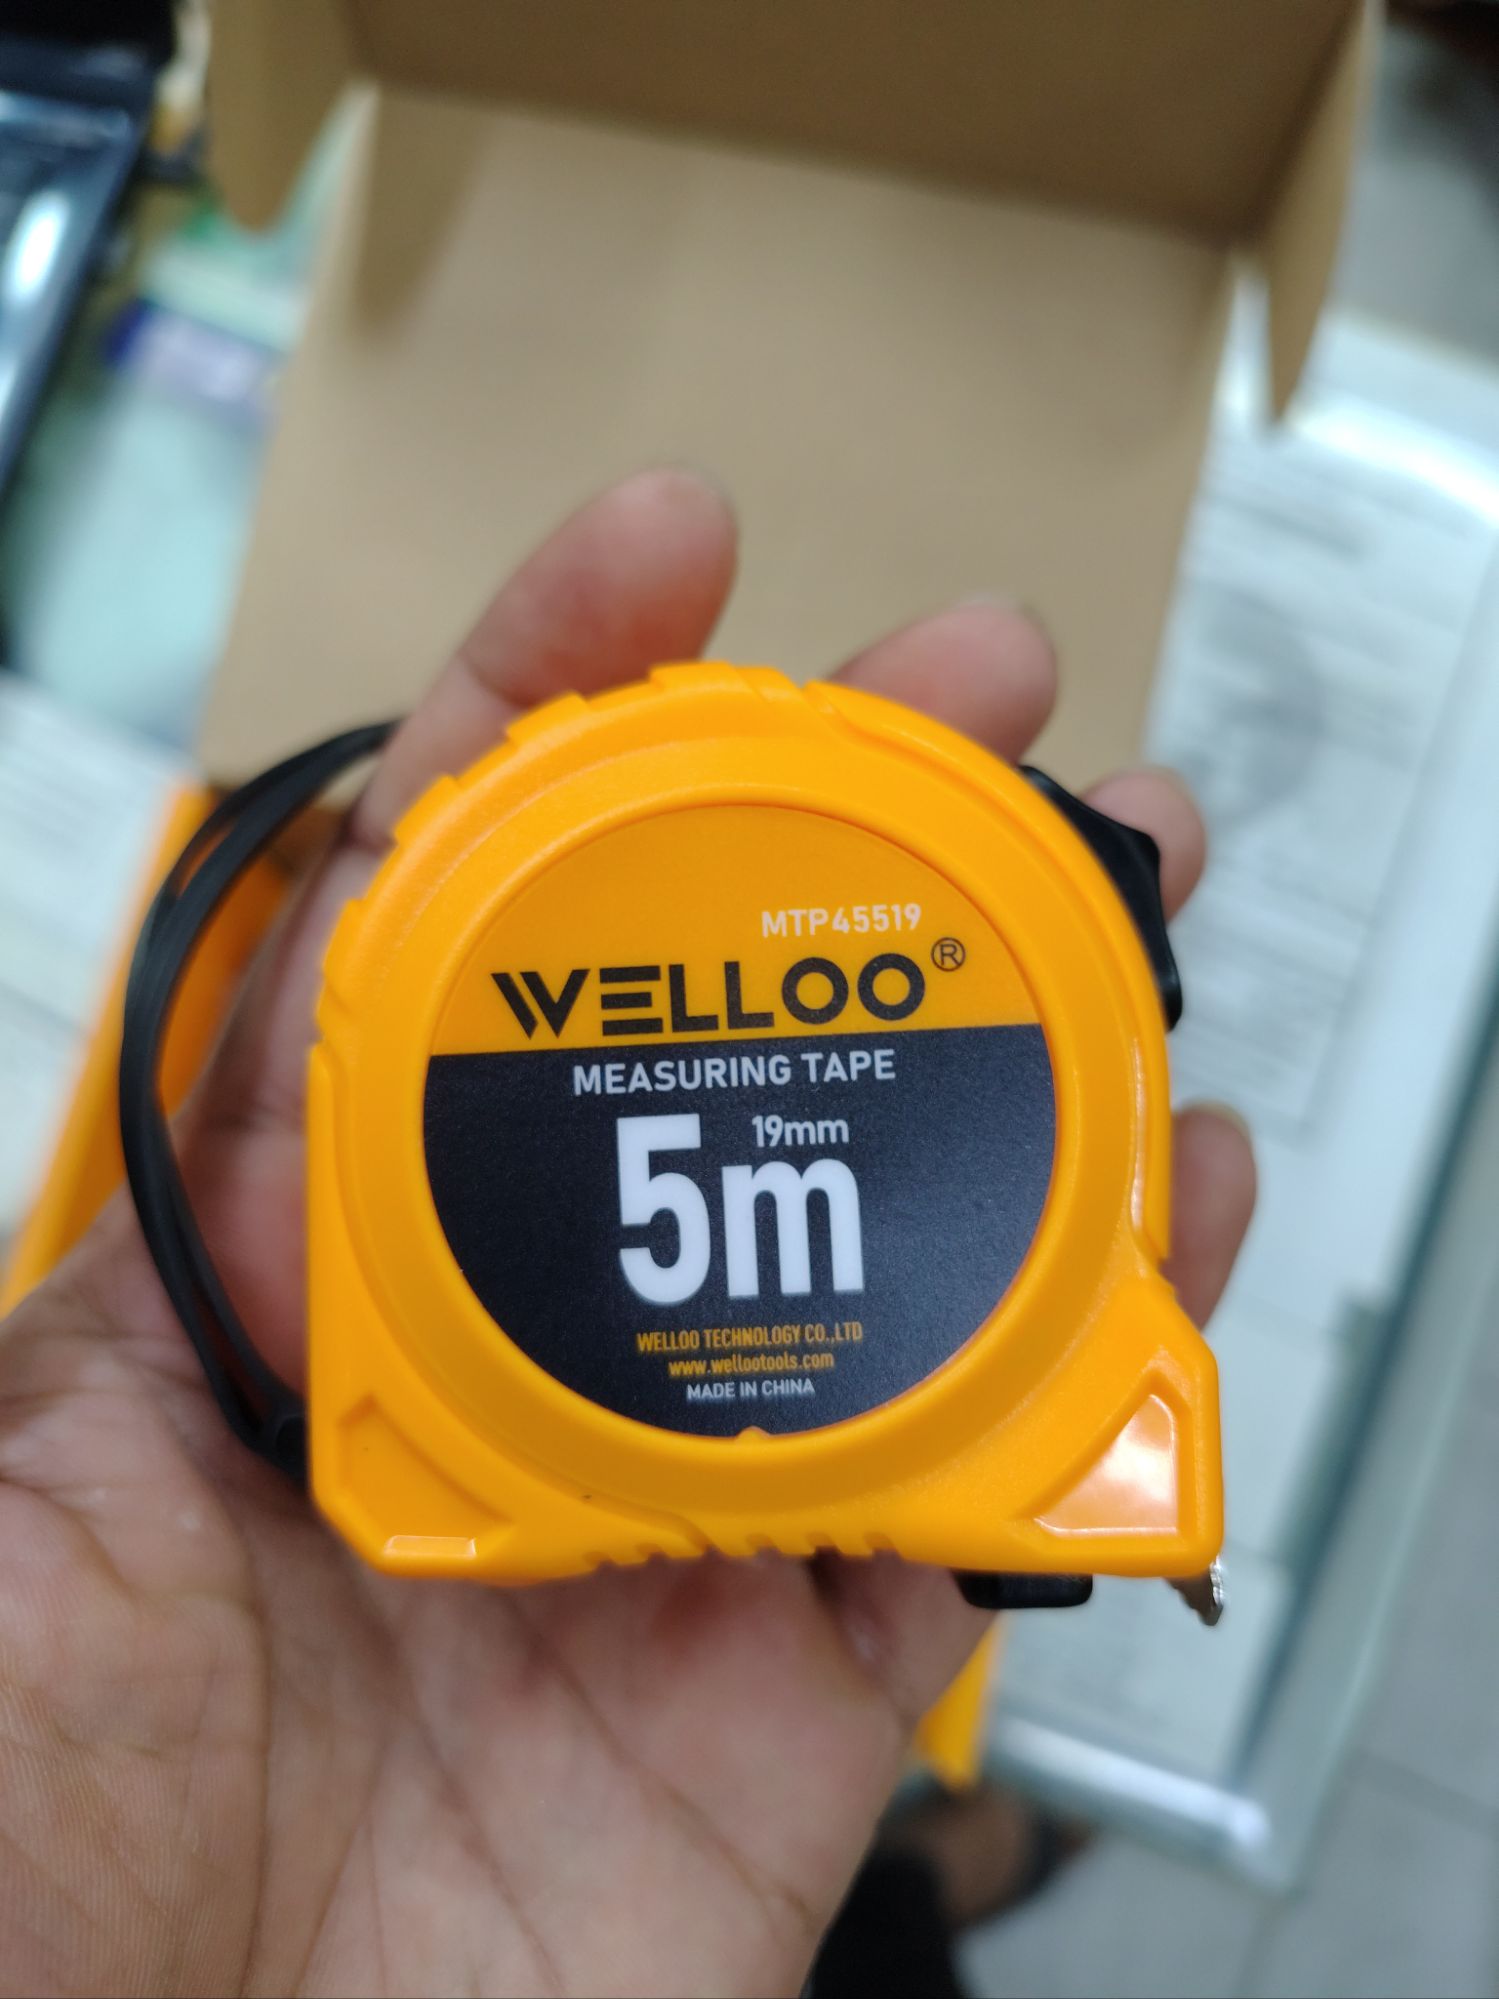 MTP45519
WELLOO®
MEASURING TAPE
19mm
5m
WELLOO TECHNOLOGY CO.,LTD
www.wellootools.com
MADE IN CHINA